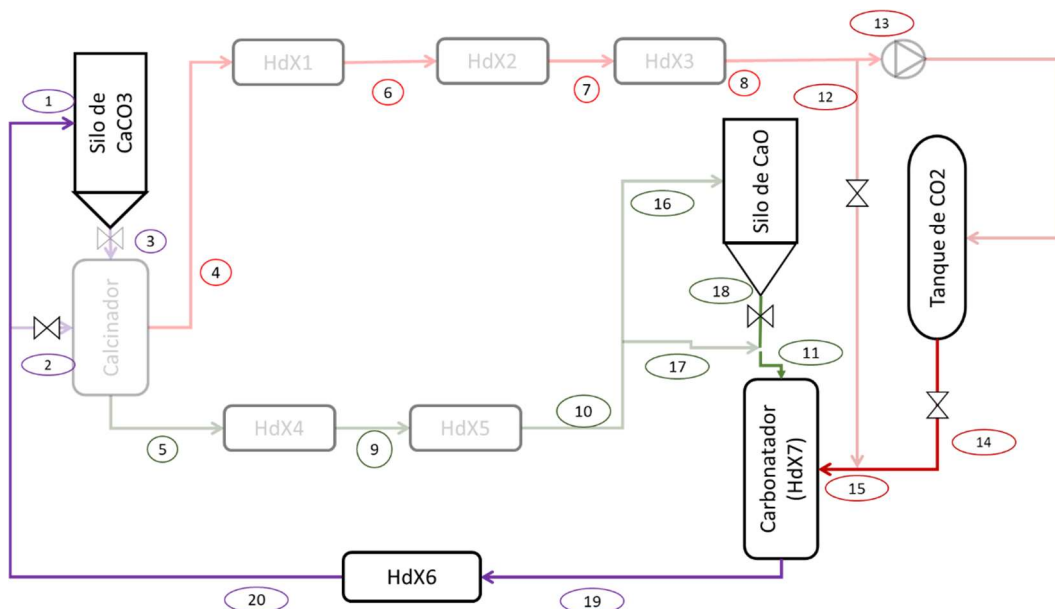 13
HdX1
HdX2
HdX3
1
Silo de
CaCO3
6
7
8
12
Silo de CaO
Tanque de CO2
16
3
4
Calcinador
18
2
17
11
10
HdX4
HdX5
5
9
14
Carbonatador
(HdX7)
15
HdX6
20
19